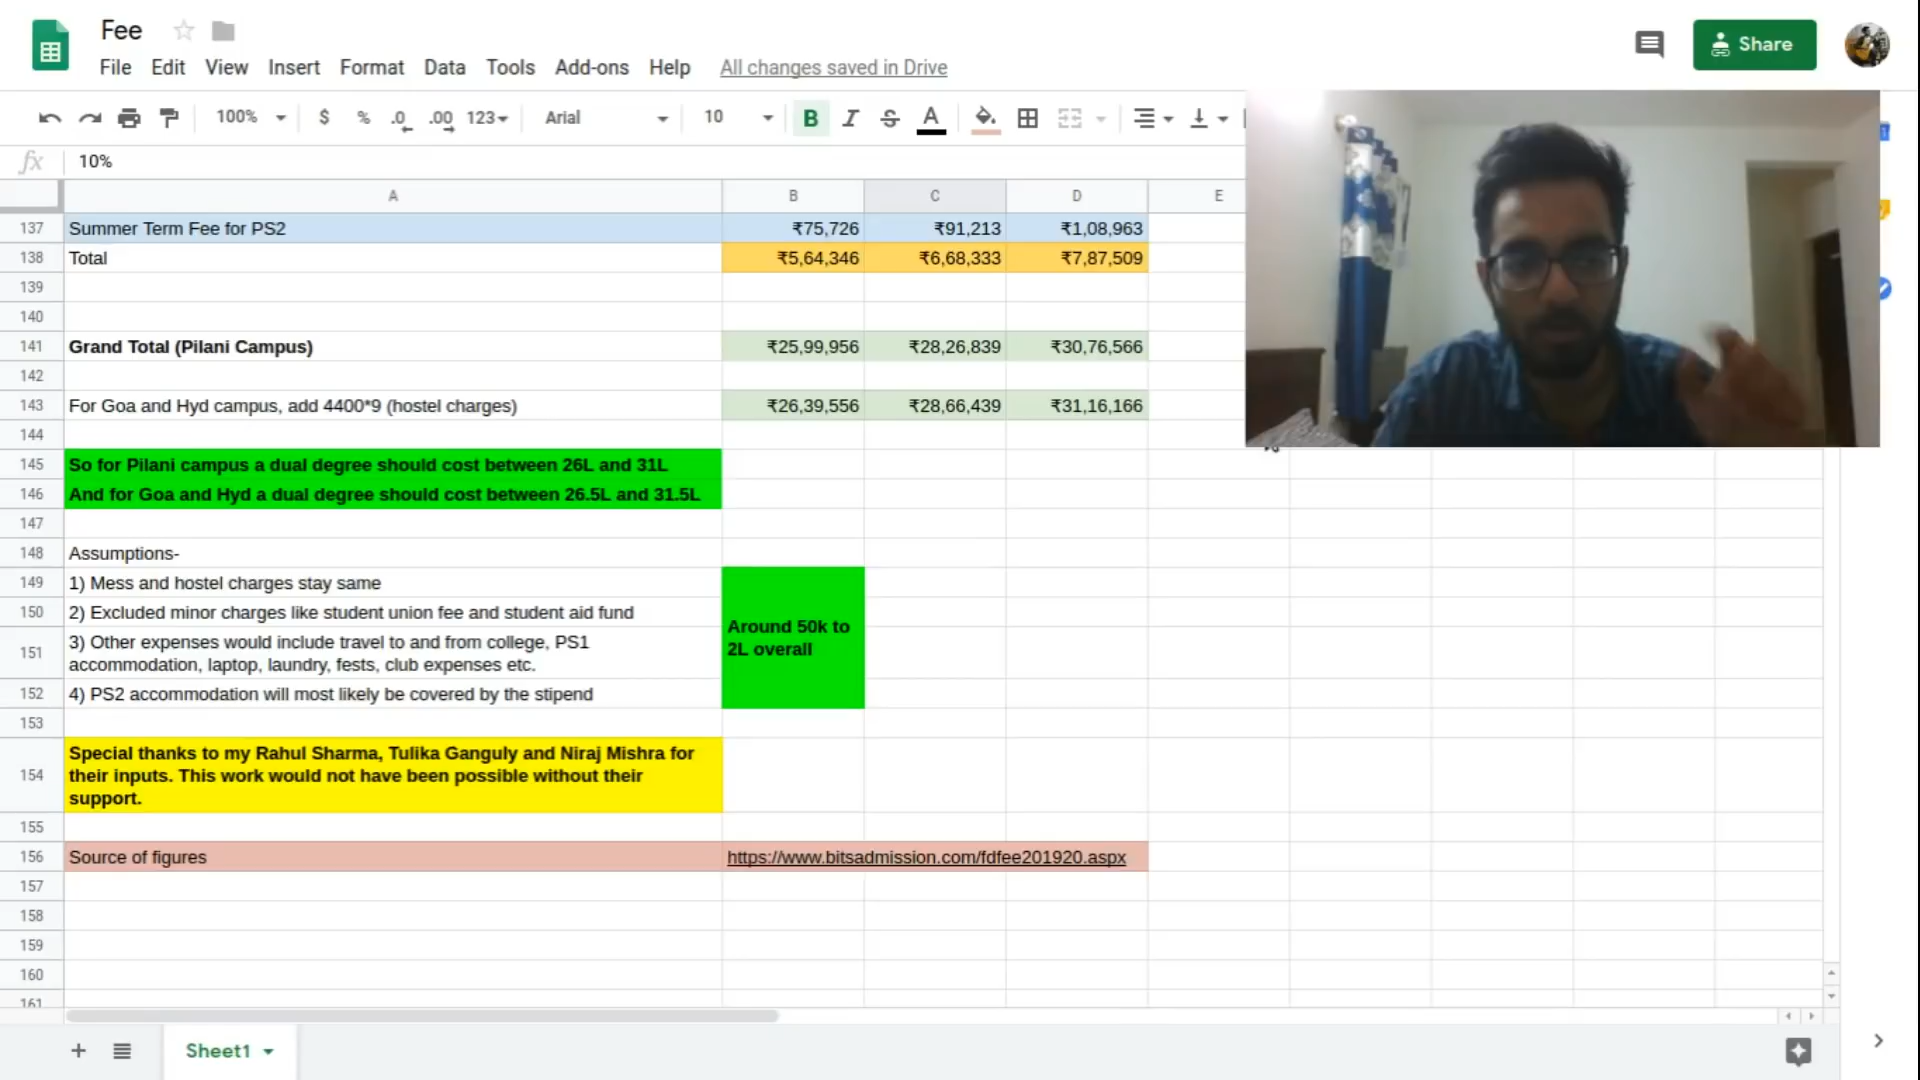 Fee
File Edit View Insert Format Data Tools Add-ons Help All changes saved in Drive
Share
100% $ % .0 .00 123 Arial 10 B I S A
fx 10%
A B C D E
137 Summer Term Fee for PS2 ₹75,726 ₹91,213 ₹1,08,963
138 Total ₹5,64,346 ₹6,68,333 ₹7,87,509
139
140
141 Grand Total (Pilani Campus) ₹25,99,956 ₹28,26,839 ₹30,76,566
142
143 For Goa and Hyd campus, add 4400*9 (hostel charges) ₹26,39,556 ₹28,66,439 ₹31,16,166
144
145 So for Pilani campus a dual degree should cost between 26L and 31L
146 And for Goa and Hyd a dual degree should cost between 26.5L and 31.5L
147
148 Assumptions-
149 1) Mess and hostel charges stay same
150 2) Excluded minor charges like student union fee and student aid fund
Around 50k to
2L overall
151 3) Other expenses would include travel to and from college, PS1
accommodation, laptop, laundry, fests, club expenses etc.
152 4) PS2 accommodation will most likely be covered by the stipend
153
154 Special thanks to my Rahul Sharma, Tulika Ganguly and Niraj Mishra for
their inputs. This work would not have been possible without their
support.
155
156 Source of figures https://www.bitsadmission.com/fdfee201920.aspx
157
158
159
160
161
Sheet1